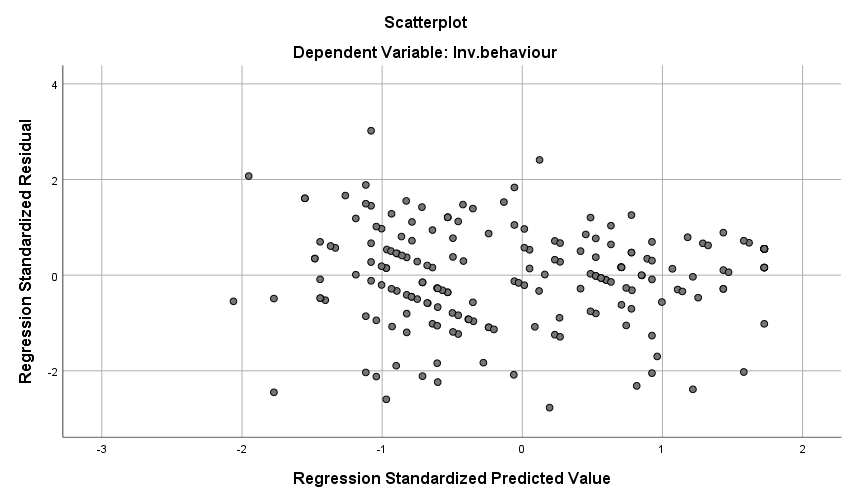 Scatterplot
Dependent Variable: Inv.behaviour
Regression Standardized Residual
4
2
0
-2
-3
-2
-1
0
1
2
Regression Standardized Predicted Value